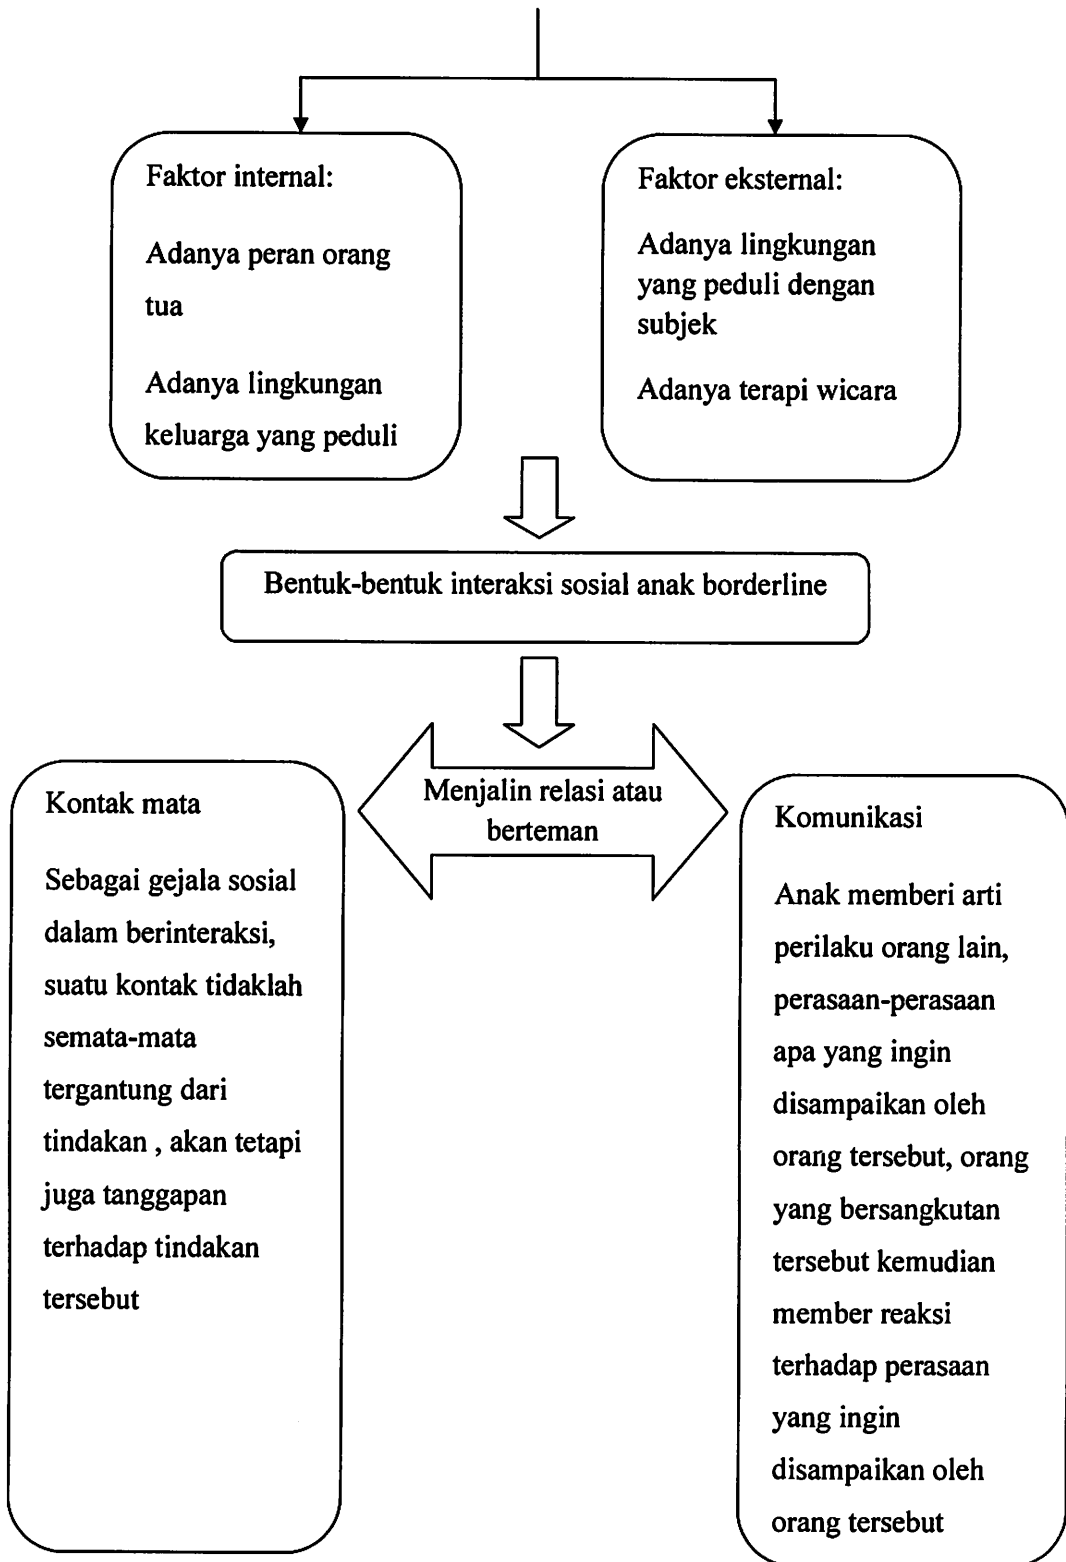 Faktor internal:
Adanya peran orang
tua
Adanya lingkungan
keluarga yang peduli
Faktor eksternal:
Adanya lingkungan
yang peduli dengan
subjek
Adanya terapi wicara
Bentuk-bentuk interaksi sosial anak borderline
Menjalin relasi atau
berteman
Kontak mata
Sebagai gejala sosial
dalam berinteraksi,
suatu kontak tidaklah
semata-mata
tergantung dari
tindakan , akan tetapi
juga tanggapan
terhadap tindakan
tersebut
Komunikasi
Anak memberi arti
perilaku orang lain,
perasaan-perasaan
apa yang ingin
disampaikan oleh
orang tersebut, orang
yang bersangkutan
tersebut kemudian
member reaksi
terhadap perasaan
yang ingin
disampaikan oleh
orang tersebut